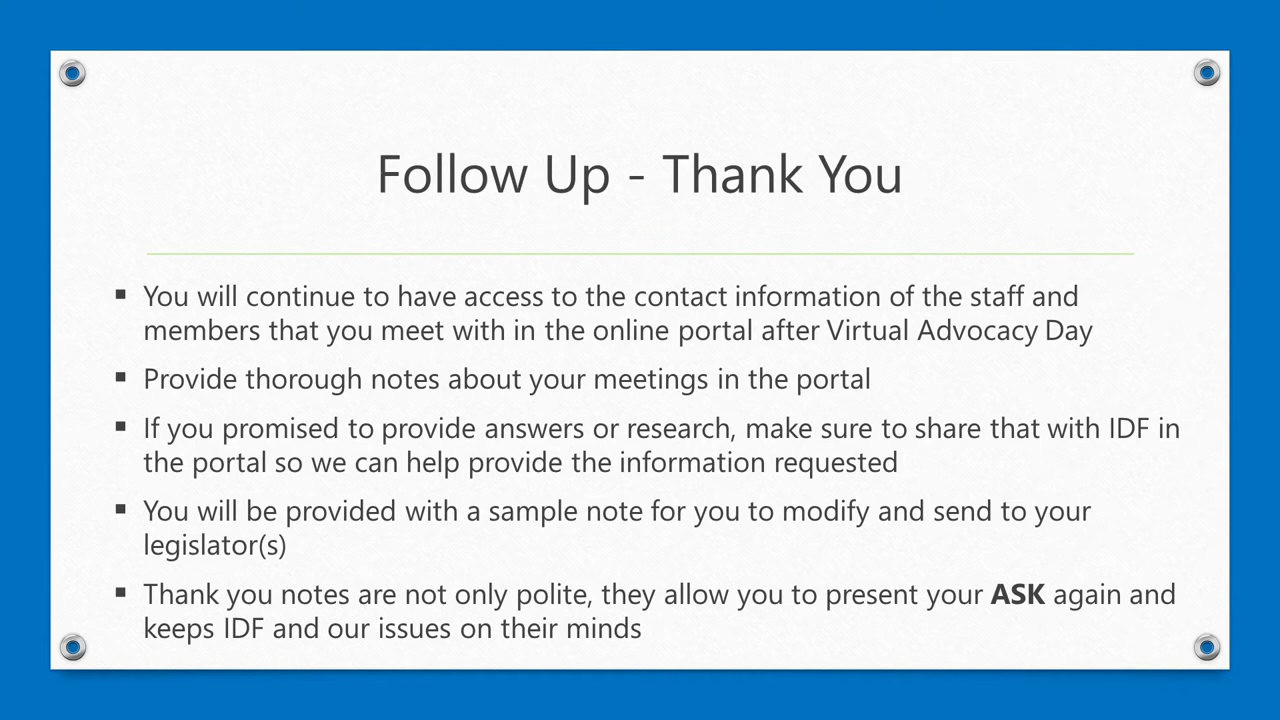 Follow Up - Thank You
▪ You will continue to have access to the contact information of the staff and
members that you meet with in the online portal after Virtual Advocacy Day
▪ Provide thorough notes about your meetings in the portal
▪ If you promised to provide answers or research, make sure to share that with IDF in
the portal so we can help provide the information requested
▪ You will be provided with a sample note for you to modify and send to your
legislator(s)
▪ Thank you notes are not only polite, they allow you to present your ASK again and
keeps IDF and our issues on their minds